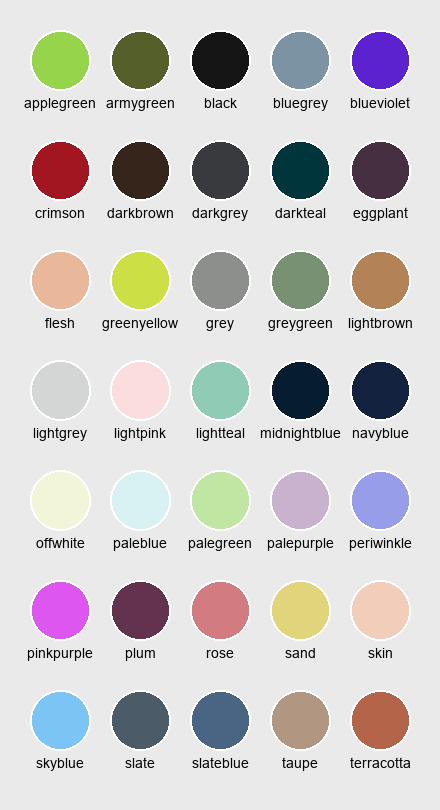 applegreen armygreen black bluegrey blueviolet
crimson darkbrown darkgrey darkteal eggplant
flesh greenyellow grey greygreen lightbrown
lightgrey lightpink lightteal midnightblue navyblue
offwhite paleblue palegreen palepurple periwinkle
pinkpurple plum rose sand skin
skyblue slate slateblue taupe terracotta